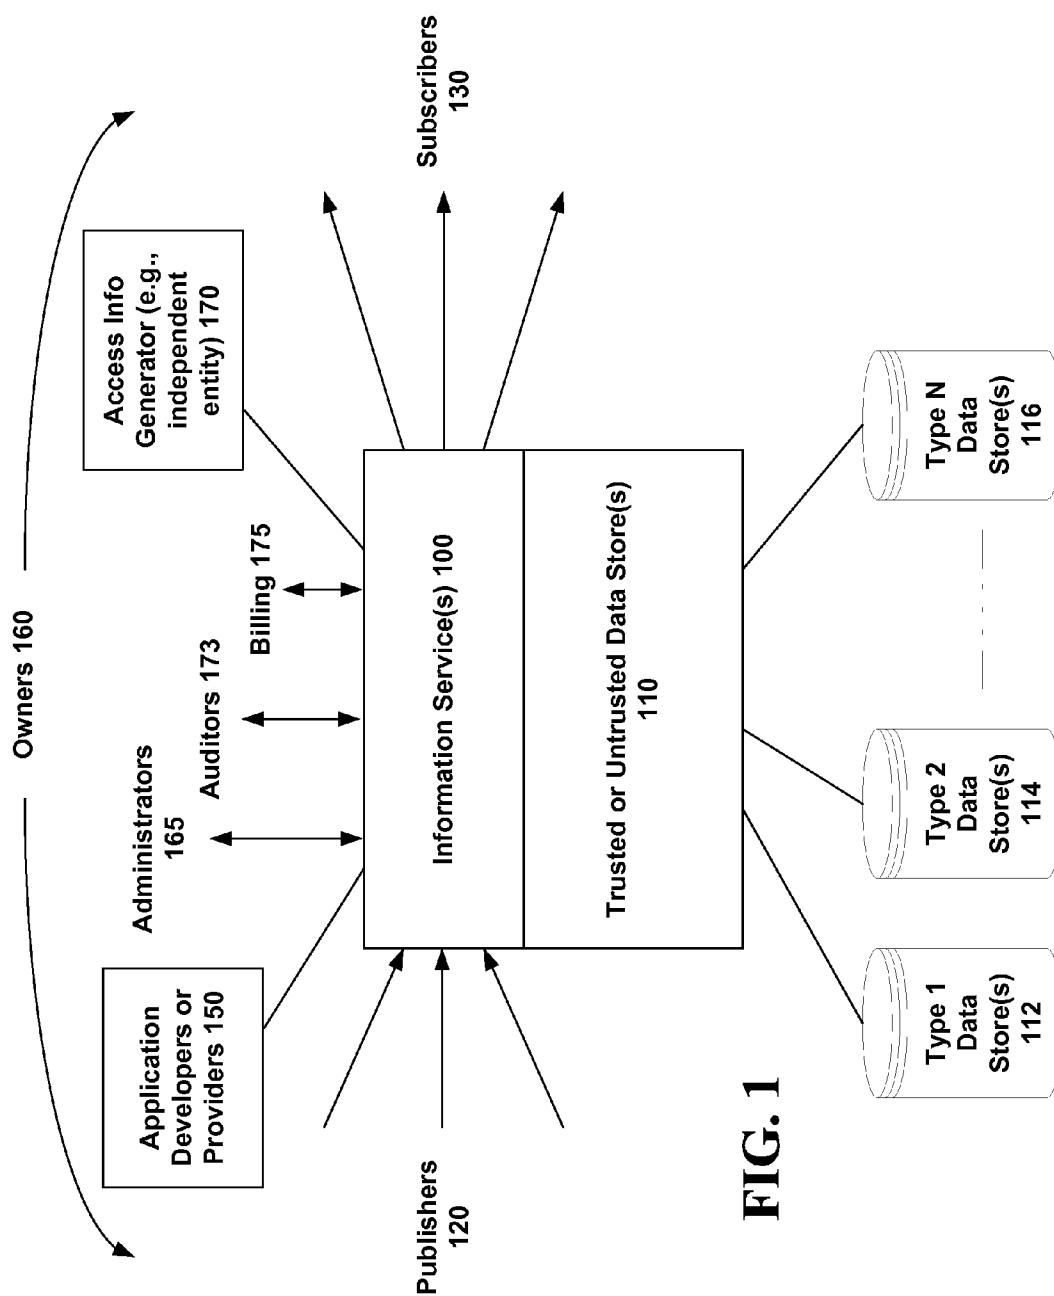 Owners 160
Application
Developers or
Providers 150
Administrators
165
Auditors 173
Billing 175
Access Info
Generator (e.g.,
independent
entity) 170
Publishers
120
Information Service(s) 100
Trusted or Untrusted Data Store(s)
110
Subscribers
130
Type 1
Data
Store(s)
112
Type 2
Data
Store(s)
114
Type N
Data
Store(s)
116
FIG. 1